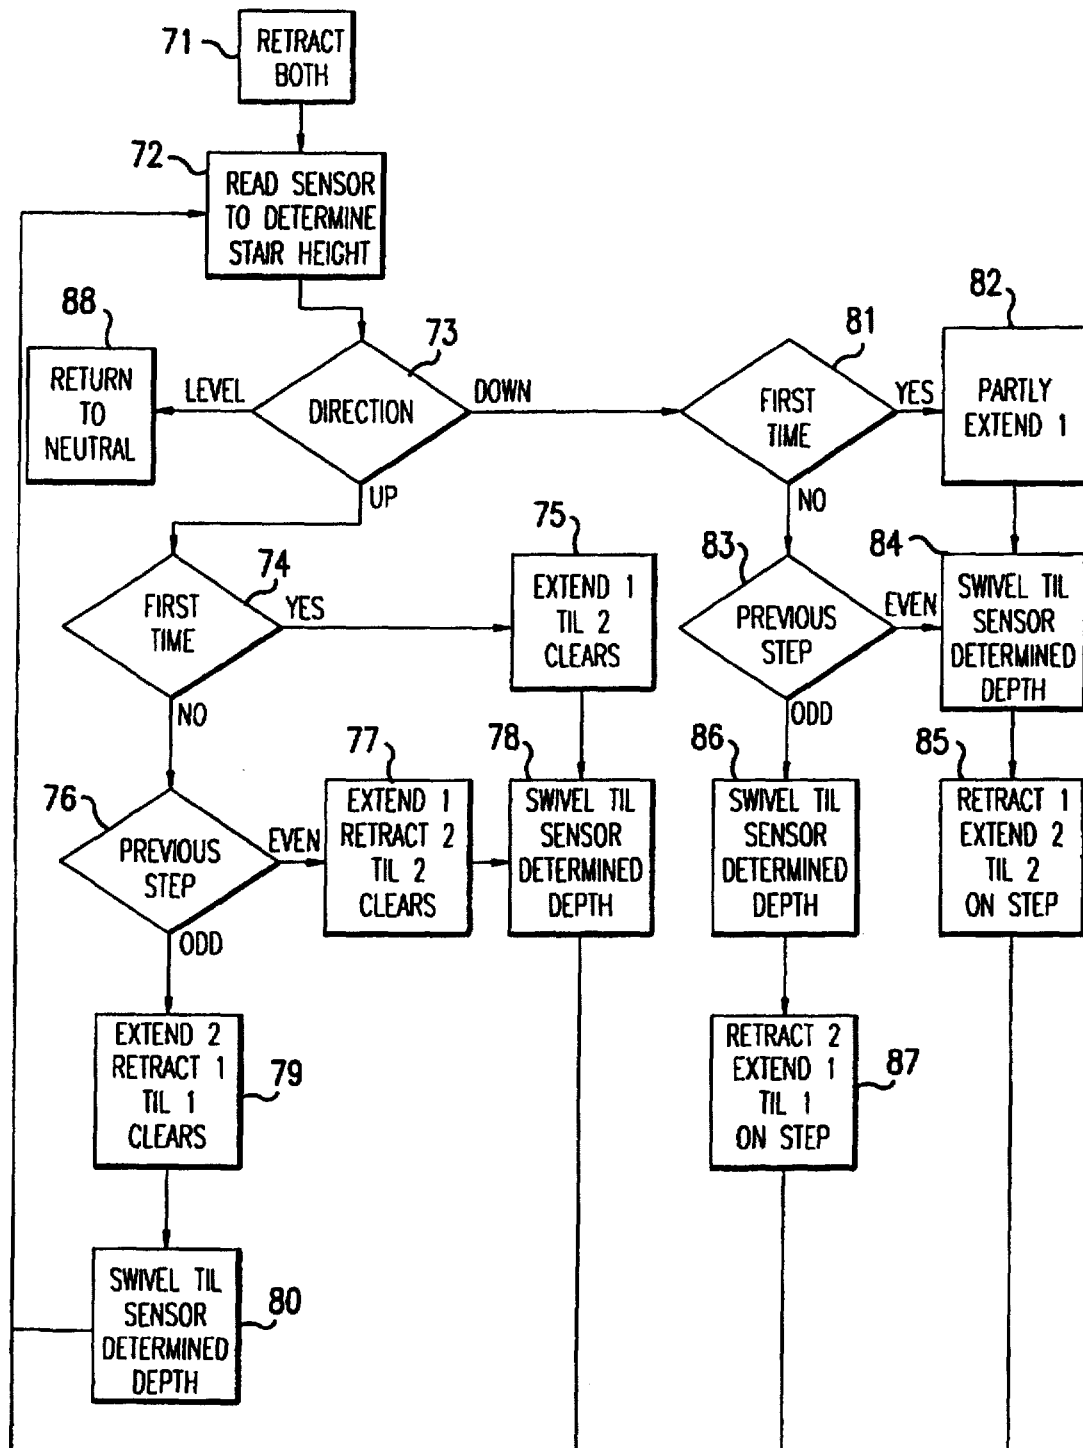 71
RETRACT
BOTH
72
READ SENSOR
TO DETERMINE
STAIR HEIGHT
88
RETURN
TO
NEUTRAL
LEVEL
73
DIRECTION
DOWN
UP
81
FIRST
TIME
YES
NO
82
PARTLY
EXTEND 1
74
FIRST
TIME
YES
NO
75
EXTEND 1
TIL 2
CLEARS
83
PREVIOUS
STEP
EVEN
ODD
84
SWIVEL TIL
SENSOR
DETERMINED
DEPTH
76
PREVIOUS
STEP
EVEN
ODD
77
EXTEND 1
RETRACT 2
TIL 2
CLEARS
78
SWIVEL TIL
SENSOR
DETERMINED
DEPTH
86
SWIVEL TIL
SENSOR
DETERMINED
DEPTH
85
RETRACT 1
EXTEND 2
TIL 2
ON STEP
EXTEND 2
RETRACT 1
TIL 1
CLEARS
79
RETRACT 2
EXTEND 1
TIL 1
ON STEP
87
SWIVEL TIL
SENSOR
DETERMINED
DEPTH
80